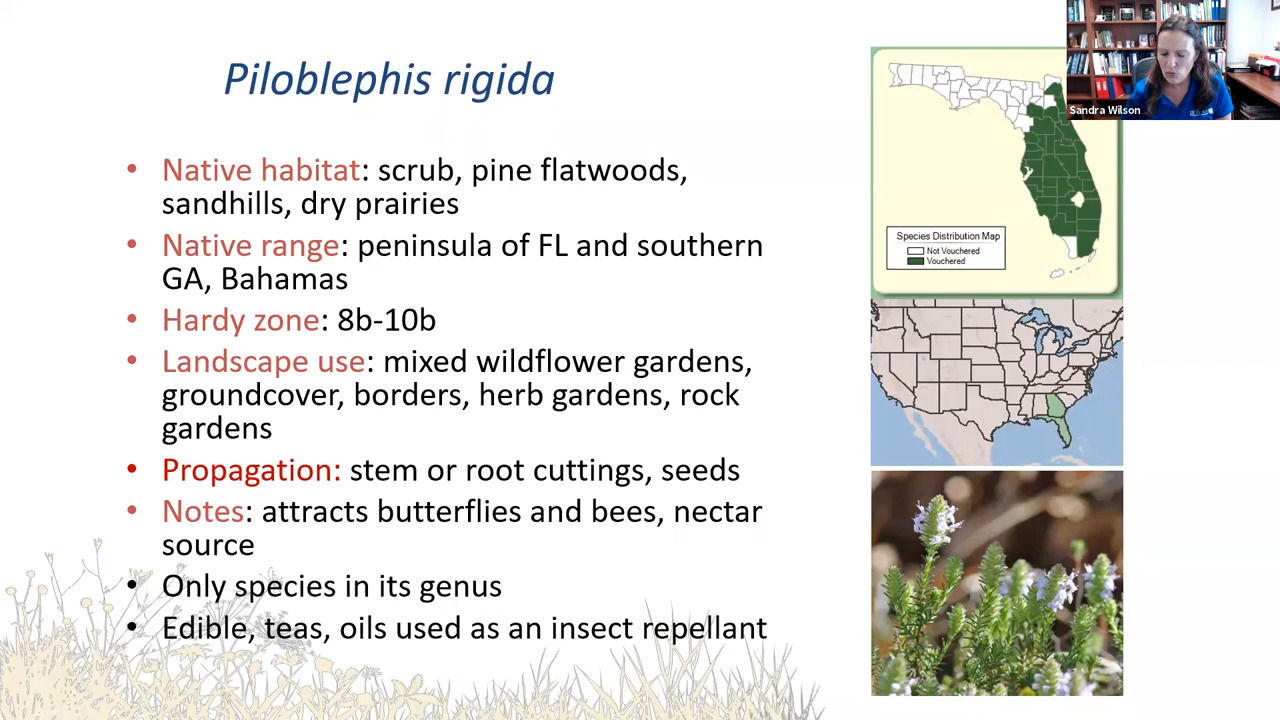 Piloblephis rigida
• Native habitat: scrub, pine flatwoods,
sandhills, dry prairies
• Native range: peninsula of FL and southern
GA, Bahamas
• Hardy zone: 8b-10b
• Landscape use: mixed wildflower gardens,
groundcover, borders, herb gardens, rock
gardens
• Propagation: stem or root cuttings, seeds
• Notes: attracts butterflies and bees, nectar
source
• Only species in its genus
• Edible, teas, oils used as an insect repellant
Sandra Wilson
Species Distribution Map
Not Vouchered
Vouchered